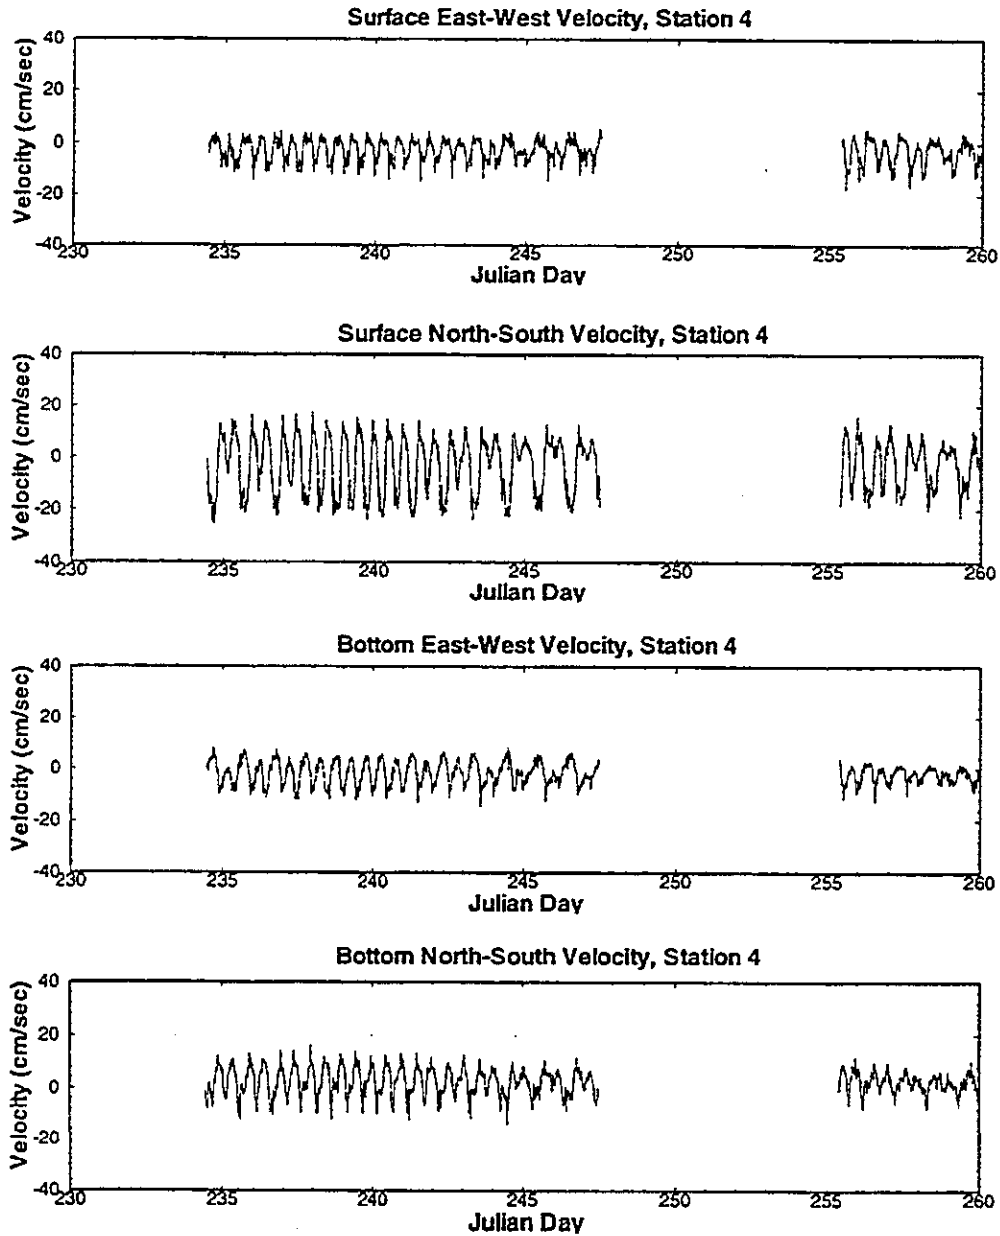 Surface East-West Velocity, Station 4
Velocity (cm/sec)
40
20
0
-20
-40
230 235 240 245 250 255 260
Julian Day
Surface North-South Velocity, Station 4
Velocity (cm/sec)
40
20
0
-20
-40
230 235 240 245 250 255 260
Julian Day
Bottom East-West Velocity, Station 4
Velocity (cm/sec)
40
20
0
-20
-40
230 235 240 245 250 255 260
Julian Day
Bottom North-South Velocity, Station 4
Velocity (cm/sec)
40
20
0
-20
-40
230 235 240 245 250 255 260
Julian Day